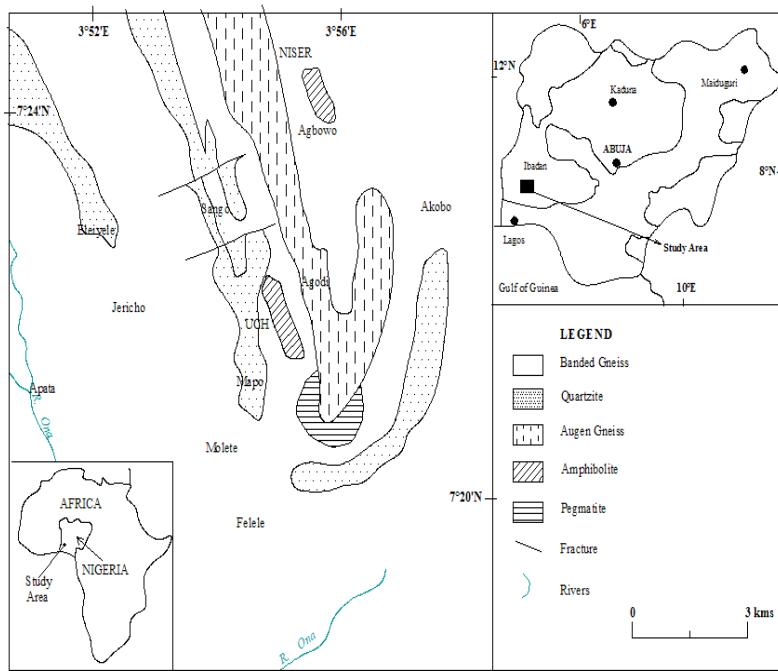 3°52'E
3°56'E
NISER
7°24'N
Agbowo
Sango
Akobo
Eleiyele
Agodi
Jericho
UCH
Apata
Mapo
R. Ona
Molete
7°20'N
Felele
R. Ona
AFRICA
NIGERIA
Study
Area
6°E
12°N
Maiduguri
Kaduna
ABUJA
8°N
Ibadan
Lagos
Study Area
Gulf of Guinea
10°E
LEGEND
Banded Gneiss
Quartzite
Augen Gneiss
Amphibolite
Pegmatite
Fracture
Rivers
0 3 kms